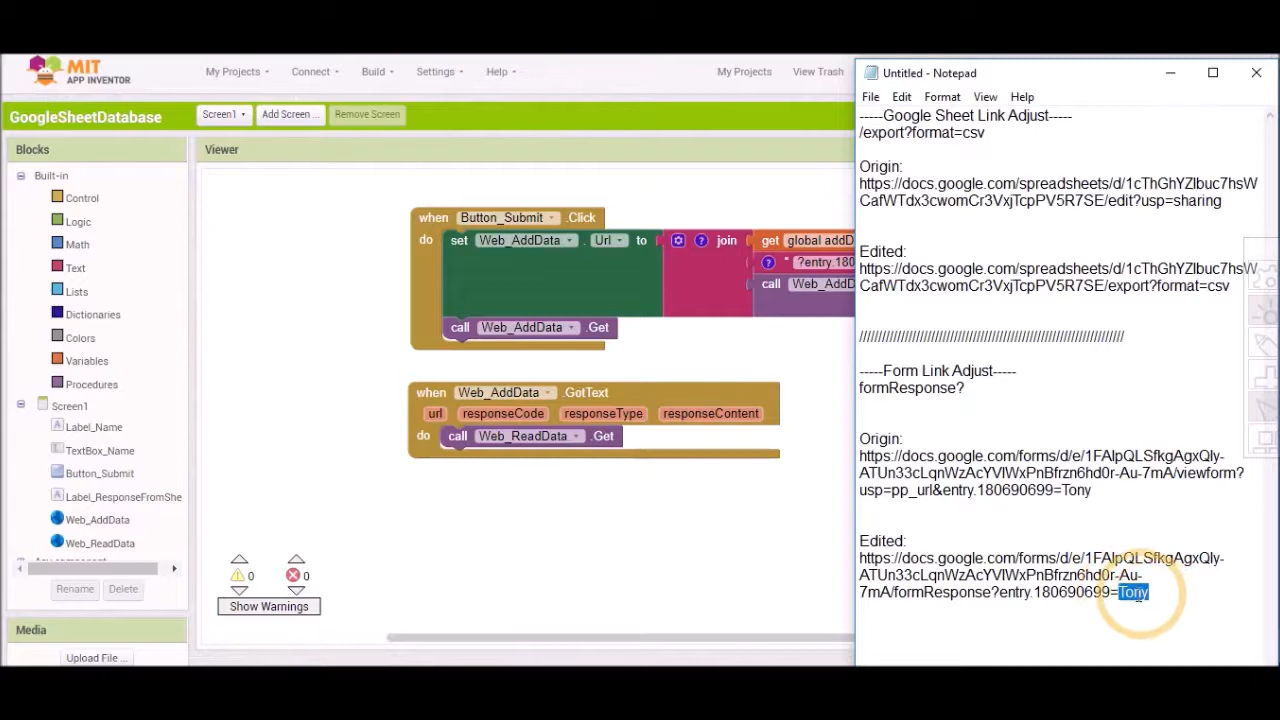 MIT
APP INVENTOR
My Projects
Connect
Build
Settings
Help
My Projects
View Trash
GoogleSheetDatabase
Screen1
Add Screen ...
Remove Screen
Blocks
Viewer
Built-in
Control
Logic
Math
Text
Lists
Dictionaries
Colors
Variables
Procedures
Screen1
Label_Name
TextBox_Name
Button_Submit
Label_ResponseFromShe
Web_AddData
Web_ReadData
Rename
Delete
Media
Upload File ...
when Button_Submit .Click
do set Web_AddData . Url to join get global addD
" ?entry.180
call Web_AddD
call Web_AddData .Get
when Web_AddData .GotText
url responseCode responseType responseContent
do call Web_ReadData .Get
0 0
Show Warnings
Untitled - Notepad
File Edit Format View Help
-----Google Sheet Link Adjust-----
/export?format=csv
Origin:
https://docs.google.com/spreadsheets/d/1cThGhYZlbuc7hsW
CafWTdx3cwomCr3VxjTcpPV5R7SE/edit?usp=sharing
Edited:
https://docs.google.com/spreadsheets/d/1cThGhYZlbuc7hsW
CafWTdx3cwomCr3VxjTcpPV5R7SE/export?format=csv
////////////////////////////////////////////////////////////////////////
-----Form Link Adjust-----
formResponse?
Origin:
https://docs.google.com/forms/d/e/1FAIpQLSfkgAgxQly-
ATUn33cLqnWzAcYVlWxPnBfrzn6hd0r-Au-7mA/viewform?
usp=pp_url&entry.180690699=Tony
Edited:
https://docs.google.com/forms/d/e/1FAIpQLSfkgAgxQly-
ATUn33cLqnWzAcYVlWxPnBfrzn6hd0r-Au-
7mA/formResponse?entry.180690699=Tony